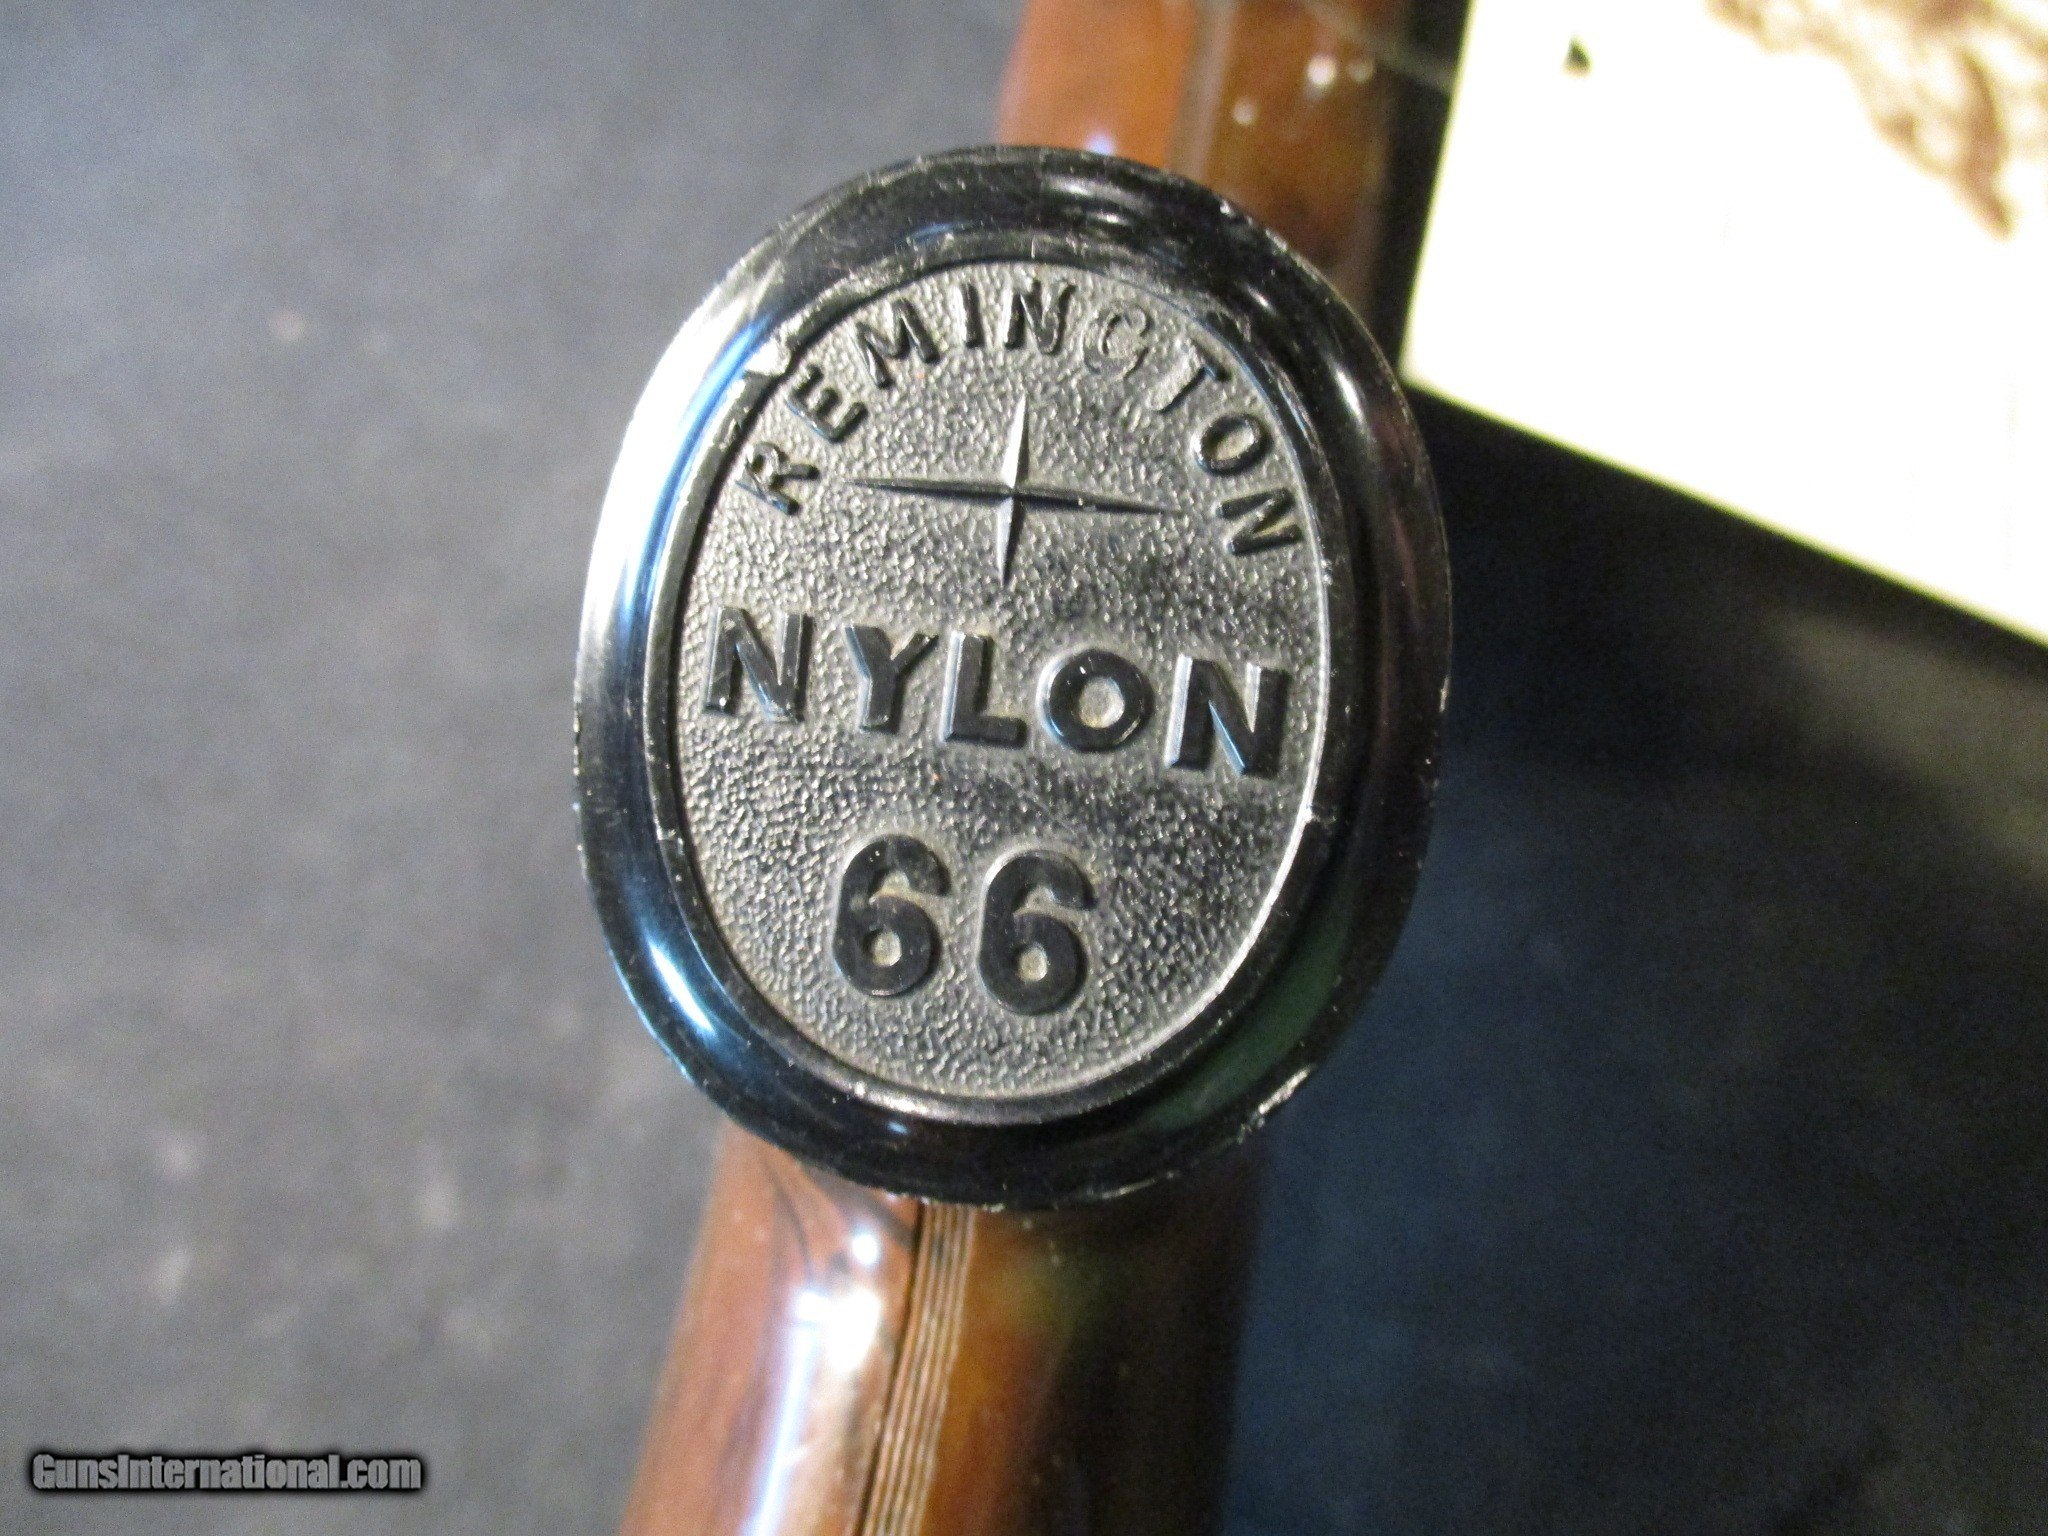 REMINGTON
NYLON
66
GunsInternational.com